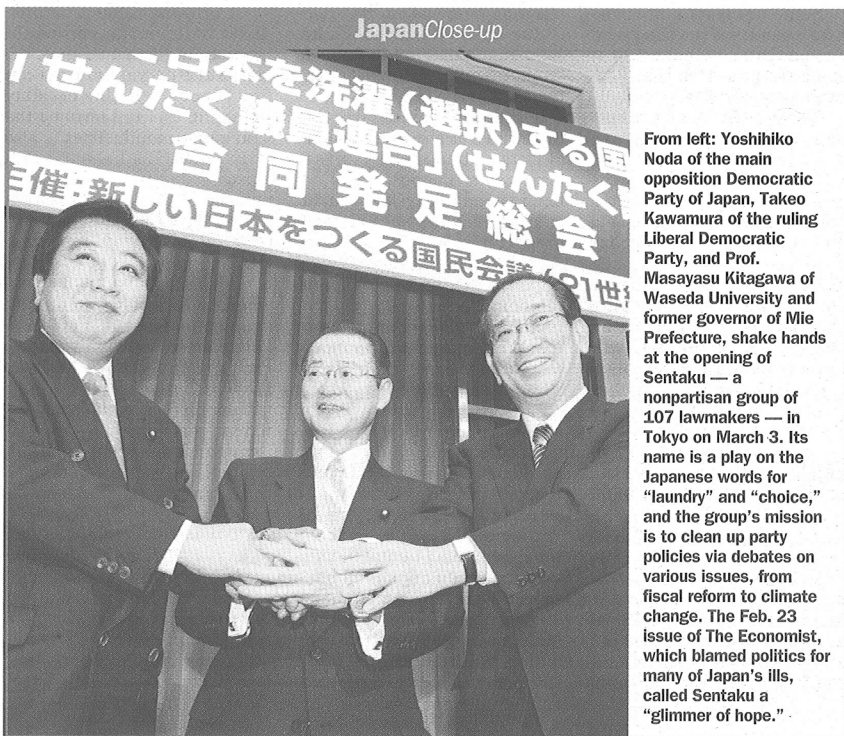 JapanClose-up
日本を洗濯(選択)する国
「せんたく議員連合」(せんたく
合同発足総会
主催:新しい日本をつくる国民会議(21世紀
From left: Yoshihiko
Noda of the main
opposition Democratic
Party of Japan, Takeo
Kawamura of the ruling
Liberal Democratic
Party, and Prof.
Masayasu Kitagawa of
Waseda University and
former governor of Mie
Prefecture, shake hands
at the opening of
Sentaku — a
nonpartisan group of
107 lawmakers — in
Tokyo on March 3. Its
name is a play on the
Japanese words for
“laundry” and “choice,”
and the group’s mission
is to clean up party
policies via debates on
various issues, from
fiscal reform to climate
change. The Feb. 23
issue of The Economist,
which blamed politics for
many of Japan’s ills,
called Sentaku a
“glimmer of hope.”